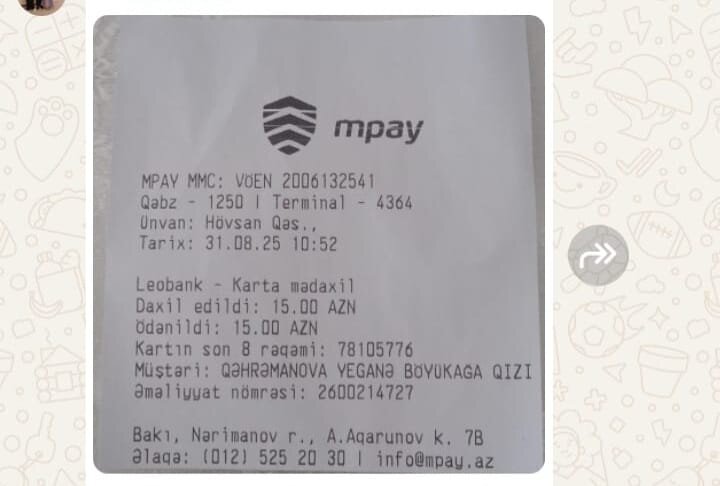 mpay
MPAY MMC: VÖEN 2006132541
Qəbz - 1250 | Terminal - 4364
Ünvan: Hövsan Qəs.,
Tarix: 31.08.25 10:52
Leobank - Karta mədaxil
Daxil edildi: 15.00 AZN
Ödənildi: 15.00 AZN
Kartın son 8 rəqəmi: 78105776
Müştəri: QƏHRƏMANOVA YEGANƏ BÖYÜKAGA QIZI
Əməliyyat nömrəsi: 2600214727
Bakı, Nərimanov r., A.Aqarunov k. 7B
Əlaqə: (012) 525 20 30 | info@mpay.az